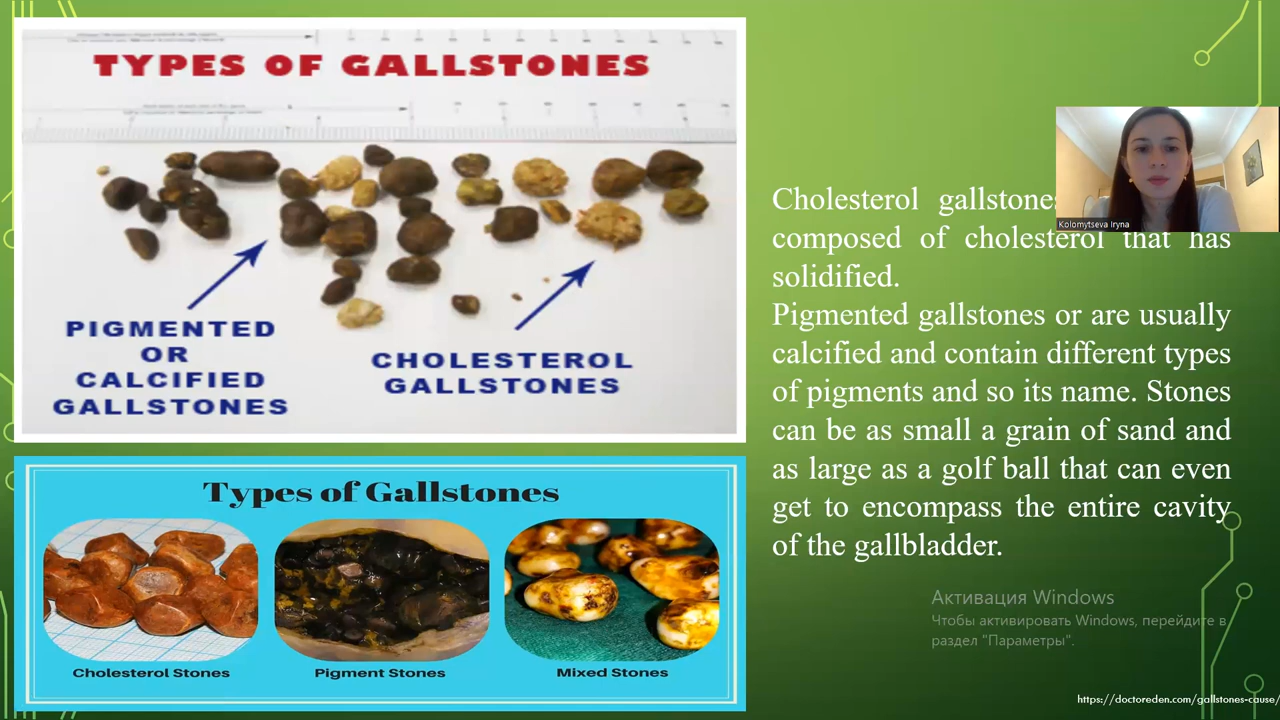 TYPES OF GALLSTONES
PIGMENTED
OR
CALCIFIED
GALLSTONES
CHOLESTEROL
GALLSTONES
Types of Gallstones
Cholesterol Stones
Pigment Stones
Mixed Stones
Cholesterol
composed of cholesterol that has
solidified.
Pigmented gallstones or are usually
calcified and contain different types
of pigments and so its name. Stones
can be as small a grain of sand and
as large as a golf ball that can even
get to encompass the entire cavity
of the gallbladder.
Kolomytseva Iryna
Активация Windows
Чтобы активировать Windows, перейдите в
раздел "Параметры".
https://doctoreden.com/gallstones-cause/